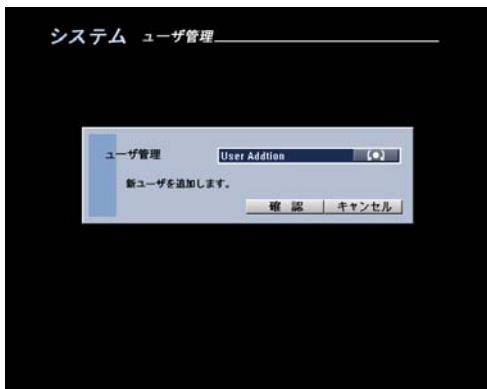 システム ユーザ管理
ユーザ管理 User Addtion
新ユーザを追加します。
確 認 キャンセル